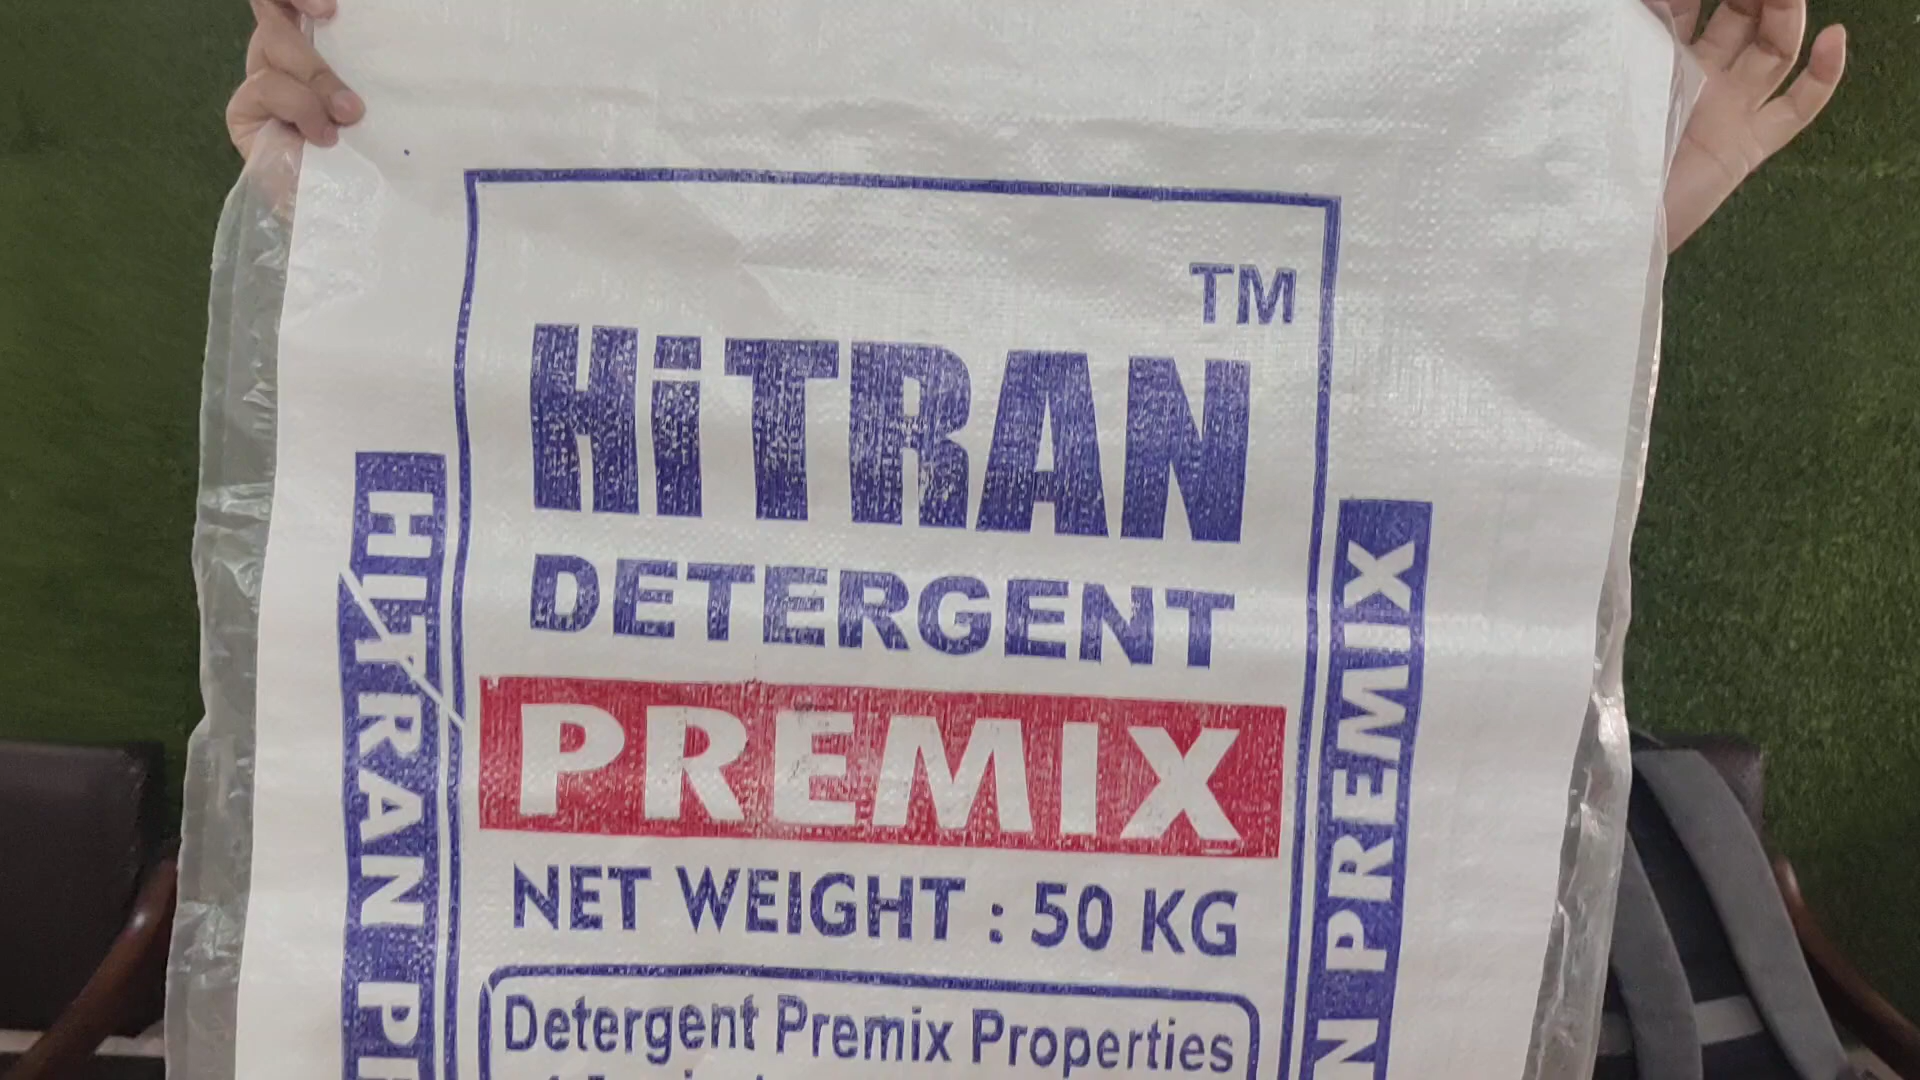 TM
HiTRAN
DETERGENT
PREMIX
NET WEIGHT : 50 KG
Detergent Premix Properties
HITRAN
PREMIX